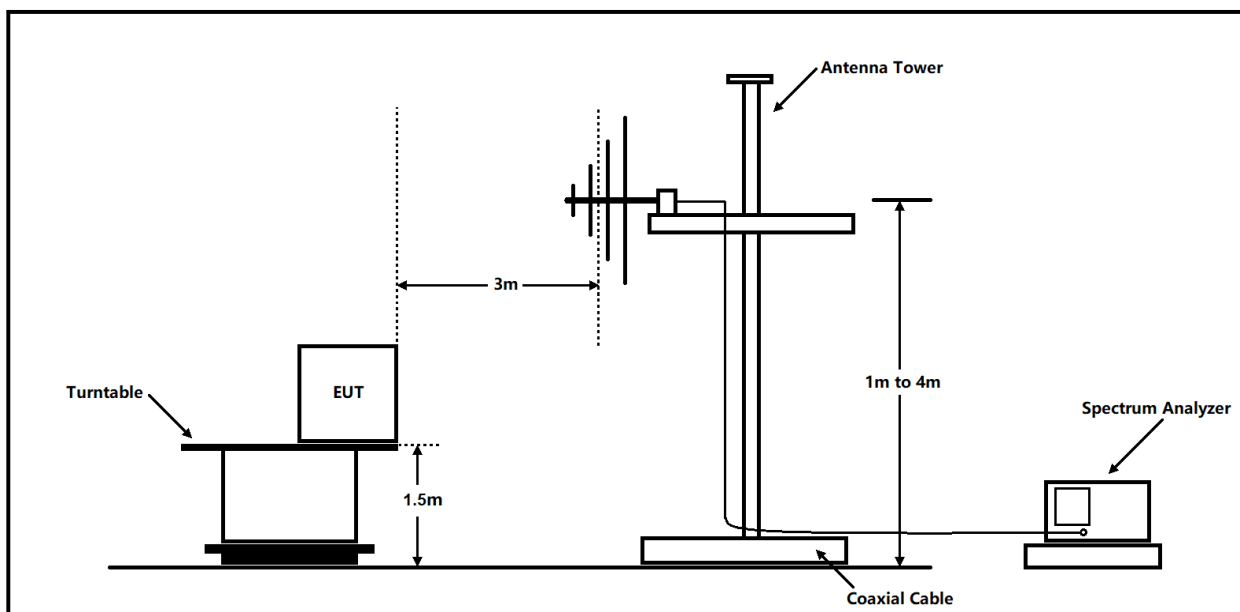 Antenna Tower
3m
EUT
Turntable
1m to 4m
Spectrum Analyzer
1.5m
Coaxial Cable